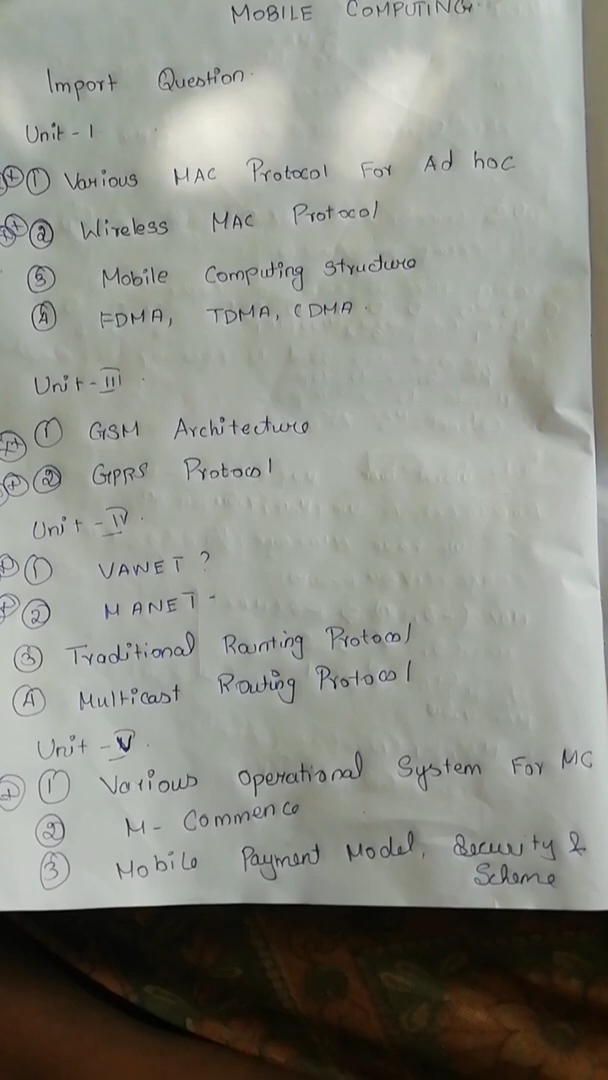 MOBILE COMPUTING.
Import Question.
Unit - I
① Various MAC Protocol For Ad hoc
② Wireless MAC Protocol
③ Mobile Computing structure
④ FDMA, TDMA, CDMA.
Unit - III.
① GSM Architecture
② GPRS Protocol
Unit - IV.
① VANET ?
② MANET -
③ Traditional Rounting Protocol
④ Multicast Routing Protocol
Unit - V.
① Various Operational System For MC
② M- Commence
③ Mobile Payment Model, Security &
Scheme